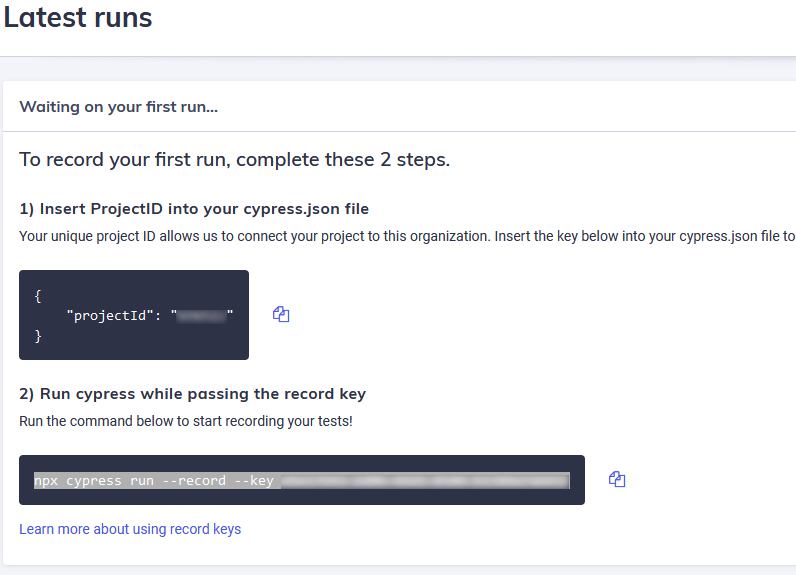 Latest runs
Waiting on your first run...
To record your first run, complete these 2 steps.
1) Insert ProjectID into your cypress.json file
Your unique project ID allows us to connect your project to this organization. Insert the key below into your cypress.json file to
{
"projectId": " "
}
2) Run cypress while passing the record key
Run the command below to start recording your tests!
npx cypress run --record --key
Learn more about using record keys